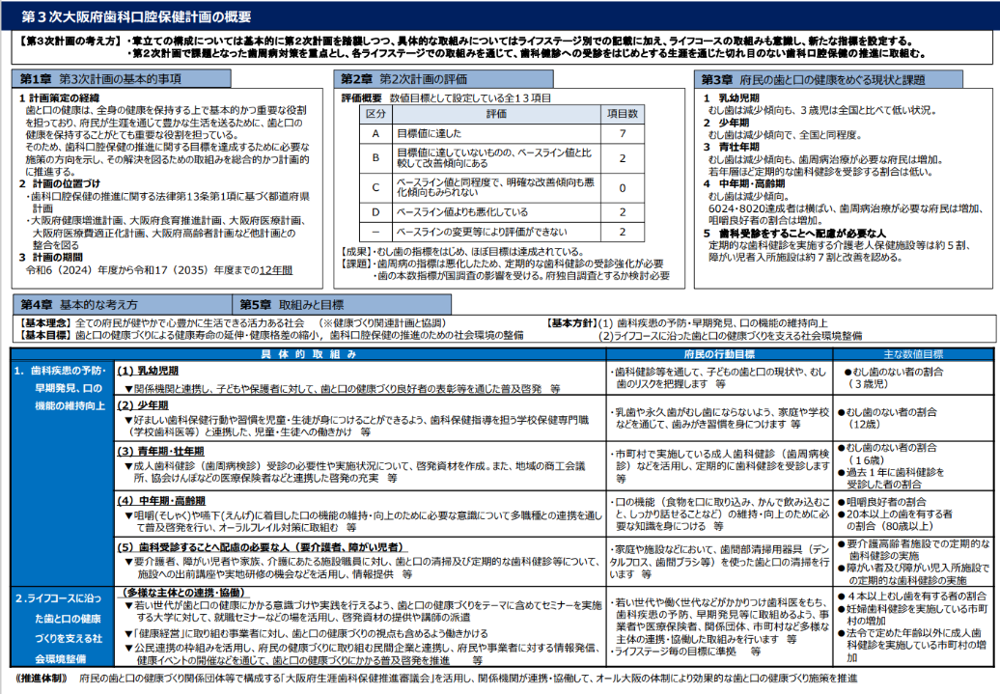 第３次大阪府歯科口腔保健計画の概要
【第３次計画の考え方】・章立ての構成については基本的に第２次計画を踏襲しつつ、具体的な取組みについてはライフステージ別での記載に加え、ライフコースの取組みも意識し、新たな指標を設定する。
・第２次計画で課題となった歯周病対策を重点とし、各ライフステージでの取組みを通じて、歯科健診への受診をはじめとする生涯を通じた切れ目のない歯科口腔保健の推進に取組む。
第1章 第3次計画の基本的事項
1 計画策定の経緯
歯と口の健康は、全身の健康を保持する上で基本的かつ重要な役割
を担っており、府民が生涯を通じて豊かな生活を送るために、歯と口
の健康を保持することがとても重要な役割を担っている。
そのため、歯科口腔保健の推進に関する目標を達成するために必要な
施策の方向を示し、その解決を図るための取組みを総合的かつ計画的
に推進する。
2 計画の位置づけ
・歯科口腔保健の推進に関する法律第13条第1項に基づく都道府県
計画
・大阪府健康増進計画、大阪府食育推進計画、大阪府医療計画、
大阪府医療費適正化計画、大阪府高齢者計画など他計画との
整合を図る
3 計画の期間
令和6（2024）年度から令和17（2035）年度までの12年間
第2章 第2次計画の評価
評価概要 数値目標として設定している全１３項目
区分 評価 項目数
A 目標値に達した 7
B 目標値に達していないものの、ベースライン値と比較して改善傾向にある 2
C ベースライン値と同程度で、明確な改善傾向も悪化傾向もみられない 0
D ベースライン値よりも悪化している 2
－ ベースラインの変更等により評価ができない 2
【成果】・むし歯の指標をはじめ、ほぼ目標は達成されている。
【課題】・歯周病の指標は悪化したため、定期的な歯科健診の受診強化が必要
・歯の本数指標が国調査の影響を受ける。府独自調査とするか検討必要
第3章 府民の歯と口の健康をめぐる現状と課題
1 乳幼児期
むし歯は減少傾向も、３歳児は全国と比べて低い状況。
2 少年期
むし歯は減少傾向で、全国と同程度。
3 青壮年期
むし歯は減少傾向も、歯周病治療が必要な府民は増加。
若年層ほど定期的な歯科健診を受診する割合は低い。
4 中年期・高齢期
むし歯は減少傾向。
6024・8020達成者は横ばい、歯周病治療が必要な府民は増加、
咀嚼良好者の割合は増加。
5 歯科受診をすることへ配慮が必要な人
定期的な歯科健診を実施する介護老人保健施設等は約５割、
障がい児者入所施設は約７割と改善を認める。
第4章 基本的な考え方
第5章 取組みと目標
【基本理念】全ての府民が健やかで心豊かに生活できる活力ある社会 （※健康づくり関連計画と協調）
【基本目標】歯と口の健康づくりによる健康寿命の延伸・健康格差の縮小，歯科口腔保健の推進のための社会環境の整備
【基本方針】(1) 歯科疾患の予防・早期発見、口の機能の維持向上
(2)ライフコースに沿った歯と口の健康づくりを支える社会環境整備
具体的取組み 府民の行動目標 主な数値目標
1．歯科疾患の予防・
早期発見、口の
機能の維持向上
(1) 乳幼児期
▼関係機関と連携し、子どもや保護者に対して、歯と口の健康づくり良好者の表彰等を通じた普及啓発 等
・歯科健診等を通して、子どもの歯と口の現状や、むし
歯のリスクを把握します 等
●むし歯のない者の割合
（３歳児）
(2) 少年期
▼好ましい歯科保健行動や習慣を児童・生徒が身につけることができるよう、歯科保健指導を担う学校保健専門職
（学校歯科医等）と連携した、児童・生徒への働きかけ 等
・乳歯や永久歯がむし歯にならないよう、家庭や学校
などを通じて、歯みがき習慣を身につけます 等
●むし歯のない者の割合
（12歳）
(3) 青年期・壮年期
▼成人歯科健診（歯周病検診）受診の必要性や実施状況について、啓発資材を作成。また、地域の商工会議
所、協会けんぽなどの医療保険者などと連携した啓発の充実 等
・市町村で実施している成人歯科健診（歯周病検
診）などを活用し、定期的に歯科健診を受診します
等
●むし歯のない者の割合
（１６歳）
●過去１年に歯科健診を
受診した者の割合
(4) 中年期・高齢期
▼咀嚼(そしゃく)や嚥下(えんげ)に着目した口の機能の維持・向上のために必要な意識について多職種との連携を通し
て普及啓発を行い、オーラルフレイル対策に取組む 等
・口の機能（食物を口に取り込み、かんで飲み込むこ
と、しっかり話せることなど）の維持・向上のために必
要な知識を身につける 等
●咀嚼良好者の割合
●20本以上の歯を有する者
の割合（80歳以上）
(5) 歯科受診することへ配慮の必要な人（要介護者、障がい児者）
▼要介護者、障がい児者や家族、介護にあたる施設職員に対し、歯と口の清掃及び定期的な歯科健診等について、
施設への出前講座や実地研修の機会などを活用し、情報提供 等
・家庭や施設などにおいて、歯間部清掃用器具（デン
タルフロス、歯間ブラシ等）を使った歯と口の清掃を行
います 等
●要介護高齢者施設での定期的な
歯科健診の実施
●障がい者及び障がい児入所施設で
の定期的な歯科健診の実施
２.ライフコースに沿っ
た歯と口の健康
づくりを支える社
会環境整備
(多様な主体との連携・協働)
▼若い世代が歯と口の健康にかかる意識づけや実践を行えるよう、歯と口の健康づくりをテーマに含めてセミナーを実施
する大学に対して、就職セミナーなどの場を活用し、啓発資材の提供や講師の派遣
▼「健康経営」に取り組む事業者に対し、歯と口の健康づくりの視点も含めるよう働きかける
▼公民連携の枠組みを活用し、府民の健康づくりに取り組む民間企業と連携し、府民や事業者に対する情報発信、
健康イベントの開催などを通じて、歯と口の健康づくりにかかる普及啓発を推進 等
・若い世代や働く世代などがかかりつけ歯科医をもち、
歯科疾患の予防、早期発見等に取組めるよう、事
業者や医療保険者、関係団体、市町村など多様な
主体の連携・協働した取組みを行います 等
・ライフステージ毎の目標に準拠 等
●４本以上むし歯を有する者の割合
●妊婦歯科健診を実施している市町村
の増加
●法令で定めた年齢以外に成人歯
科健診を実施している市町村の増
加
《推進体制》 府民の歯と口の健康づくり関係団体等で構成する「大阪府生涯歯科保健推進審議会」を活用し、関係機関が連携・協働して、オール大阪の体制により効果的な歯と口の健康づくり施策を推進